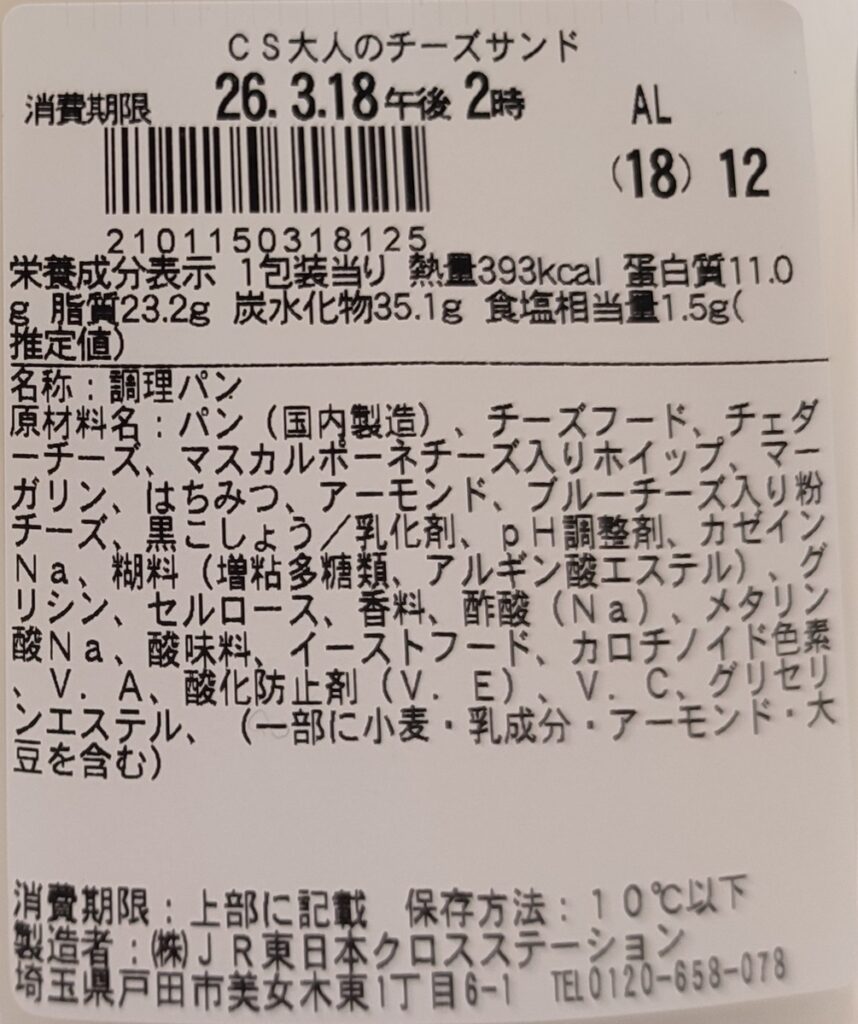 CS大人のチーズサンド
消費期限 26. 3.18午後 2時 AL
(18) 12
2101150318125
栄養成分表示 1包装当り 熱量393kcal 蛋白質11.0
g 脂質23.2g 炭水化物35.1g 食塩相当量1.5g(
推定値)
名称:調理パン
原材料名:パン(国内製造)、チーズフード、チェダ
ーチーズ、マスカルポーネチーズ入りホイップ、マー
ガリン、はちみつ、アーモンド、ブルーチーズ入り粉
チーズ、黒こしょう/乳化剤、pH調整剤、カゼイン
Na、糊料(増粘多糖類、アルギン酸エステル)、グ
リシン、セルロース、香料、酢酸(Na)、メタリン
酸Na、酸味料、イーストフード、カロチノイド色素
、V.A、酸化防止剤(V.E)、V.C、グリセリ
ンエステル、(一部に小麦・乳成分・アーモンド・大
豆を含む)
消費期限:上部に記載 保存方法:10℃以下
製造者:㈱JR東日本クロスステーション
埼玉県戸田市美女木東1丁目6-1 TEL0120-658-078